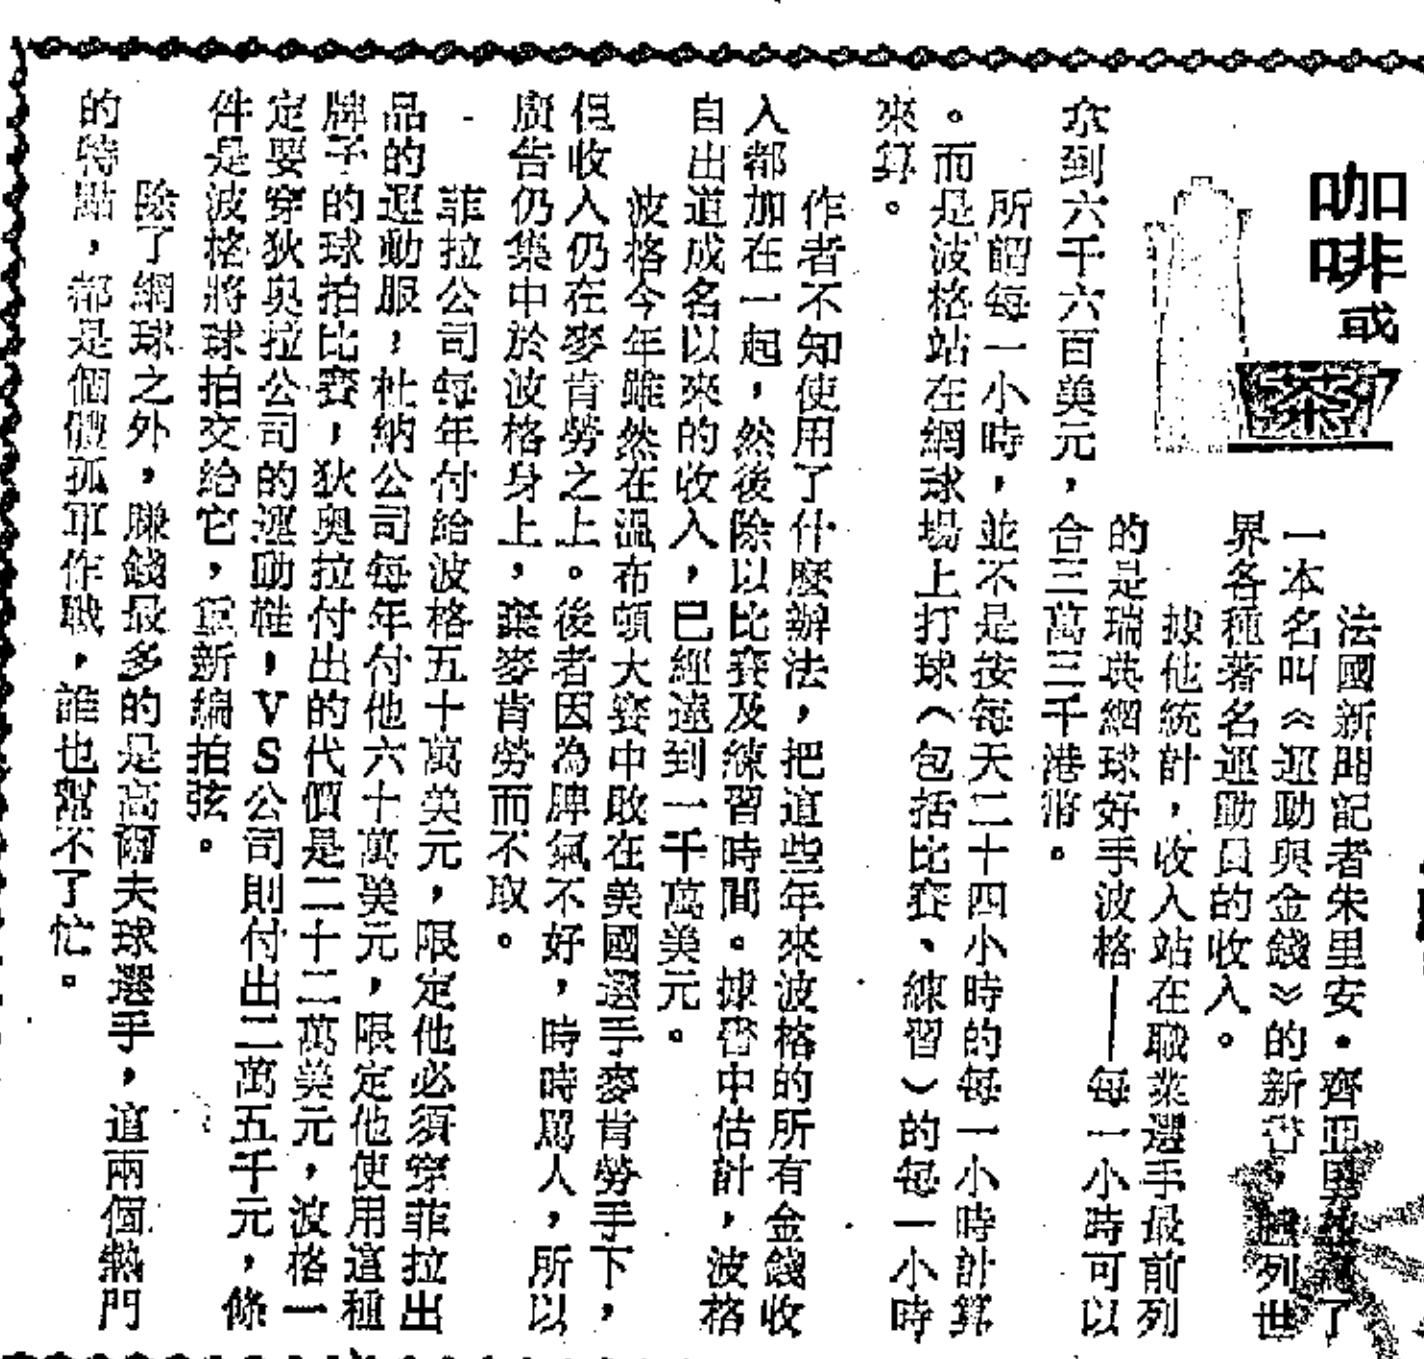 咖啡或
茶
法國新聞記者朱里安・齊亞 了
一本名叫《運動與金錢》的新書, 列世
界各種著名運動員的收入。
據他統計,收入站在職業選手最前列
的是瑞典網球好手波格——每一小時可以
拿到六千六百美元,合三萬三千港幣。
所謂每一小時,並不是按每天二十四小時的每一小時計算
。而是波格站在網球場上打球(包括比賽、練習)的每一小時
來算。
作者不知使用了什麼辦法,把這些年來波格的所有金錢收
入都加在一起,然後除以比賽及練習時間。據書中估計,波格
自出道成名以來的收入,已經達到一千萬美元。
波格今年雖然在溫布頓大賽中敗在美國選手麥肯勞手下,
但收入仍在麥肯勞之上。後者因為脾氣不好,時時罵人,所以
廣告仍集中於波格身上,棄麥肯勞而不取。
菲拉公司每年付給波格五十萬美元,限定他必須穿菲拉出
品的運動服,杜納公司每年付他六十萬美元,限定他使用這種
牌子的球拍比賽,狄奧拉付出的代價是二十二萬美元,波格一
定要穿狄奧拉公司的運動鞋,VS公司則付出二萬五千元,條
件是波格將球拍交給它,重新編拍弦。
除了網球之外,賺錢最多的是高爾夫球選手,這兩個熱門
的特點,都是個體孤軍作戰,誰也幫不了忙。